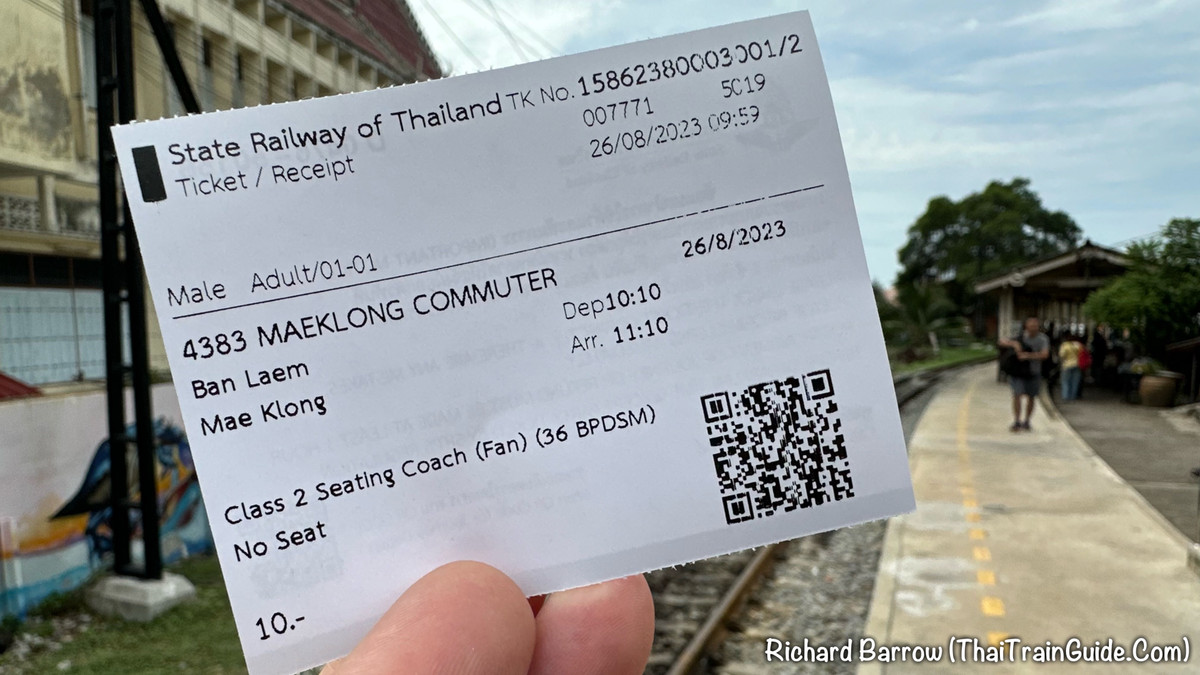 State Railway of Thailand TK No. 15862380003001/2
Ticket / Receipt
007771 5C19
26/08/2023 09:59
Male Adult/01-01
26/8/2023
4383 MAEKLONG COMMUTER
Ban Laem Dep10:10
Mae Klong Arr. 11:10
Class 2 Seating Coach (Fan) (36 BPDSM)
No Seat
10.-
Richard Barrow (ThaiTrainGuide.Com)